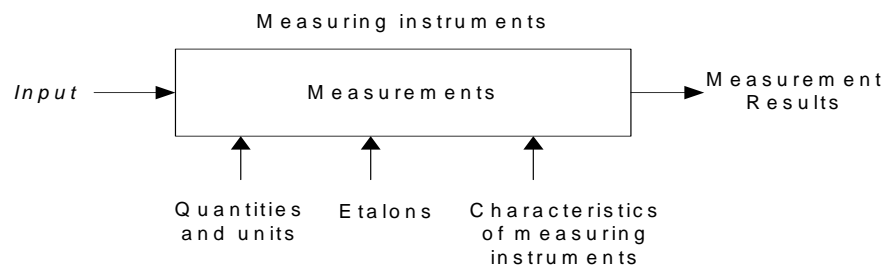 Measuring instruments
Input
Measurements
Measurement
Results
Quantities
and units
Etalons
Characteristics
of measuring
instruments